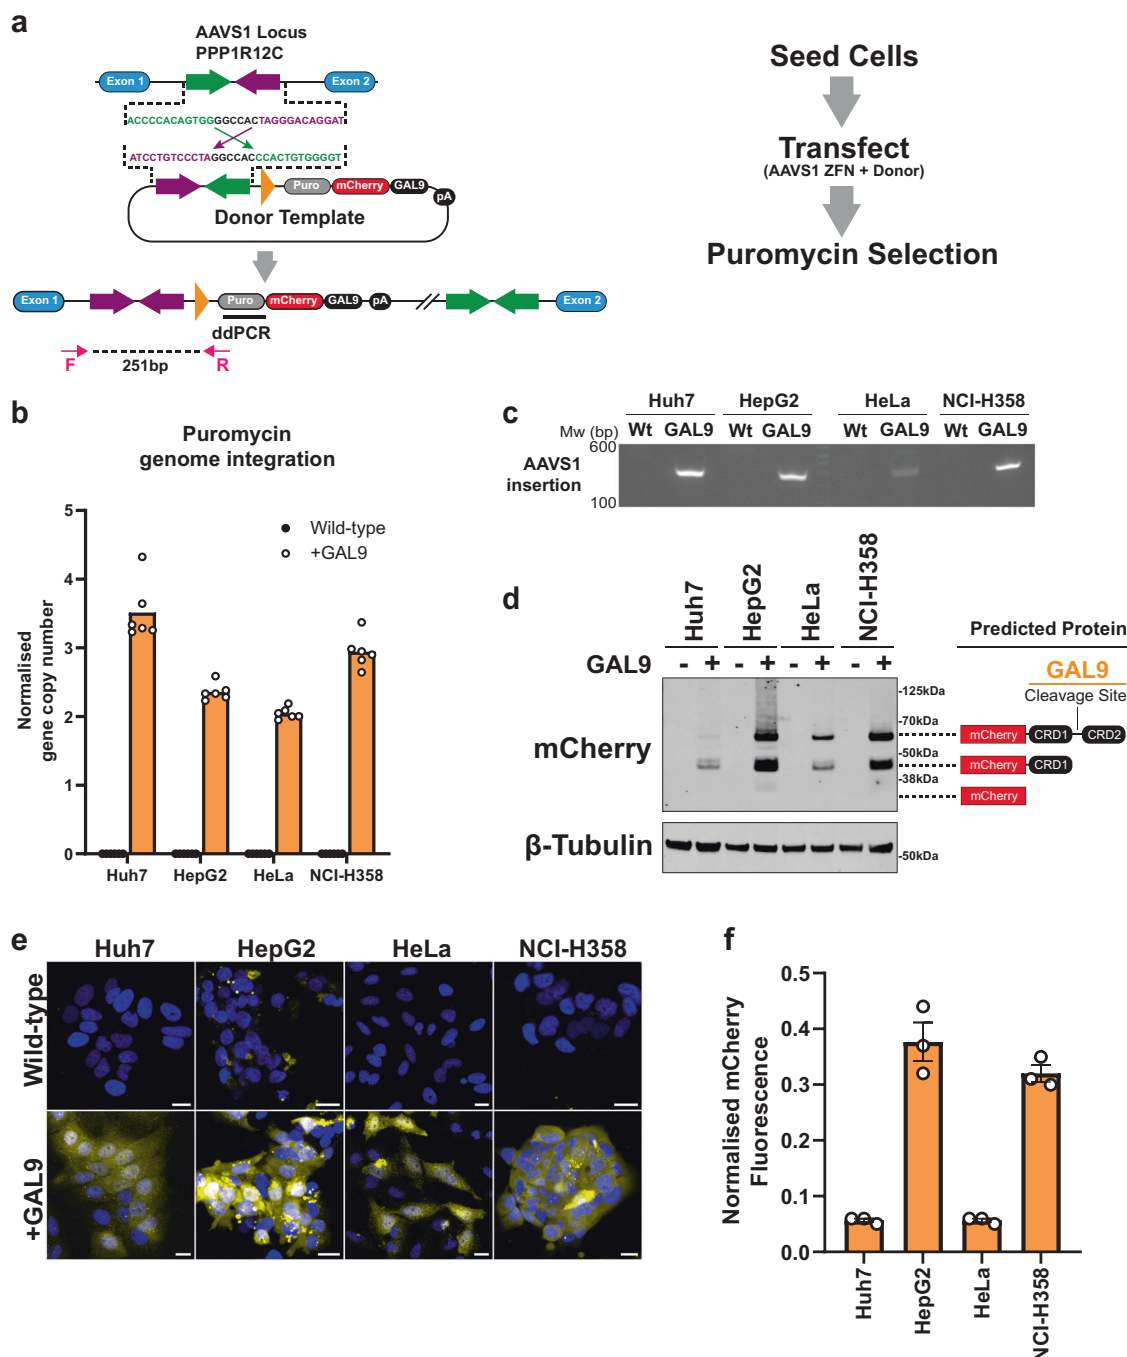 a
AAVS1 Locus
PPP1R12C
Exon 1
Exon 2
ACCCCACAGTGGGGCCACTAGGGACAGGAT
ATCCTGTCCCTAGGCCACCCCACTGTGGGGT
Puro
mCherry
GAL9
pA
Donor Template
Exon 1
Puro
mCherry
GAL9
pA
Exon 2
ddPCR
F
251bp
R
Seed Cells
Transfect
(AAVS1 ZFN + Donor)
Puromycin Selection
b
Puromycin
genome integration
Normalised
gene copy number
5
4
3
2
1
0
Wild-type
+GAL9
Huh7
HepG2
HeLa
NCI-H358
c
Huh7
HepG2
HeLa
NCI-H358
Mw (bp)
Wt GAL9
Wt GAL9
Wt GAL9
Wt GAL9
600
AAVS1
insertion
100
d
Huh7
HepG2
HeLa
NCI-H358
GAL9
- + - + - + - +
mCherry
-125kDa
-70kDa
-50kDa
-38kDa
β-Tubulin
-50kDa
Predicted Protein
GAL9
Cleavage Site
mCherry
CRD1
CRD2
mCherry
CRD1
mCherry
e
Huh7
HepG2
HeLa
NCI-H358
Wild-type
+GAL9
f
Normalised mCherry
Fluorescence
0.5
0.4
0.3
0.2
0.1
0.0
Huh7
HepG2
HeLa
NCI-H358